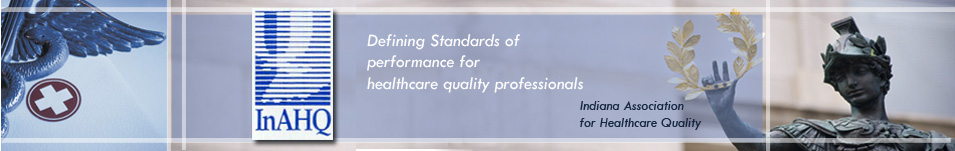 InAHQ
Defining Standards of
performance for
healthcare quality professionals
Indiana Association
for Healthcare Quality